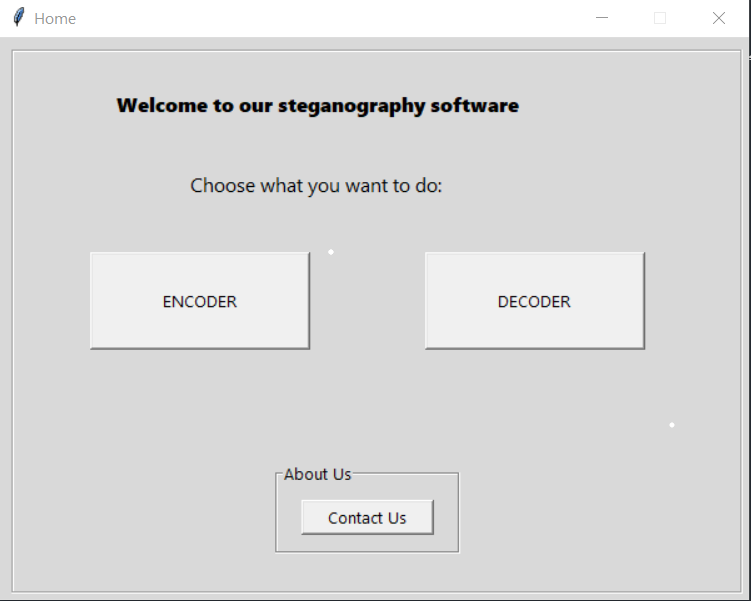 Home
Welcome to our steganography software
Choose what you want to do:
ENCODER
DECODER
About Us
Contact Us